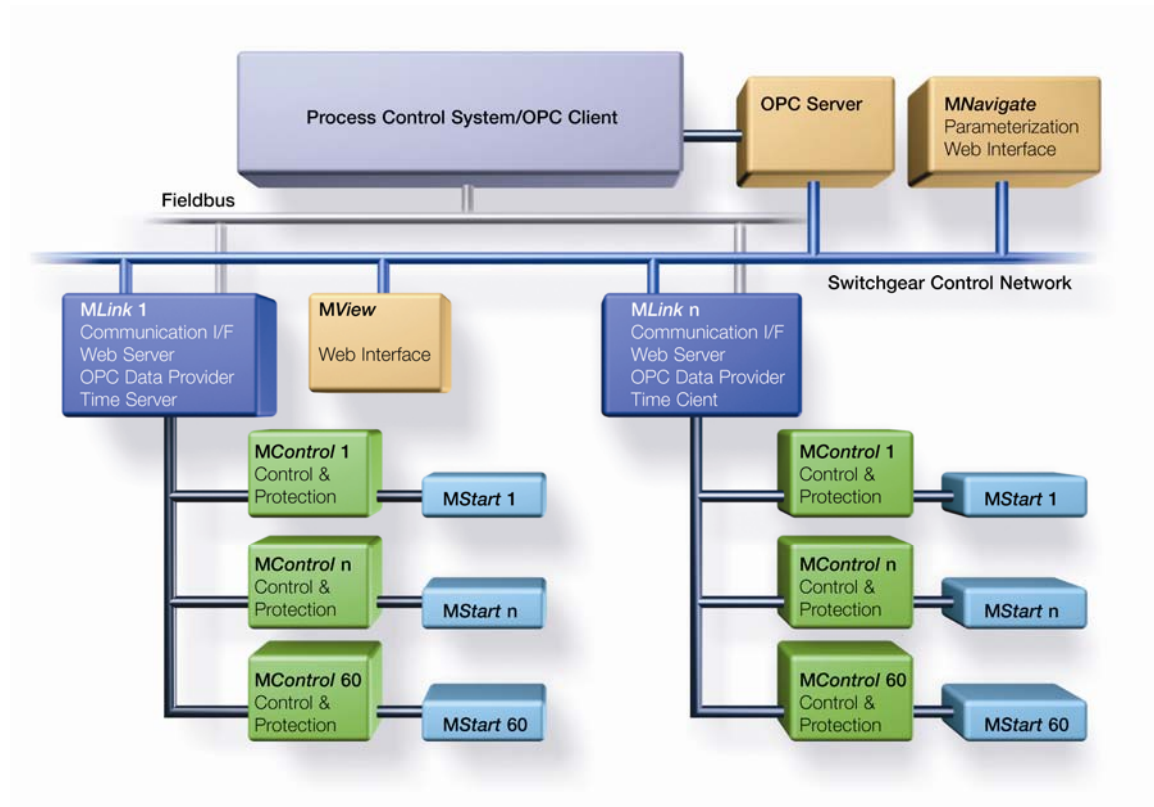 Process Control System/OPC Client
OPC Server
MNavigate
Parameterization
Web Interface
Fieldbus
Switchgear Control Network
MLink 1
Communication I/F
Web Server
OPC Data Provider
Time Server
MView
Web Interface
MLink n
Communication I/F
Web Server
OPC Data Provider
Time Client
MControl 1
Control &
Protection
MStart 1
MControl n
Control &
Protection
MStart n
MControl 60
Control &
Protection
MStart 60
MControl 1
Control &
Protection
MStart 1
MControl n
Control &
Protection
MStart n
MControl 60
Control &
Protection
MStart 60